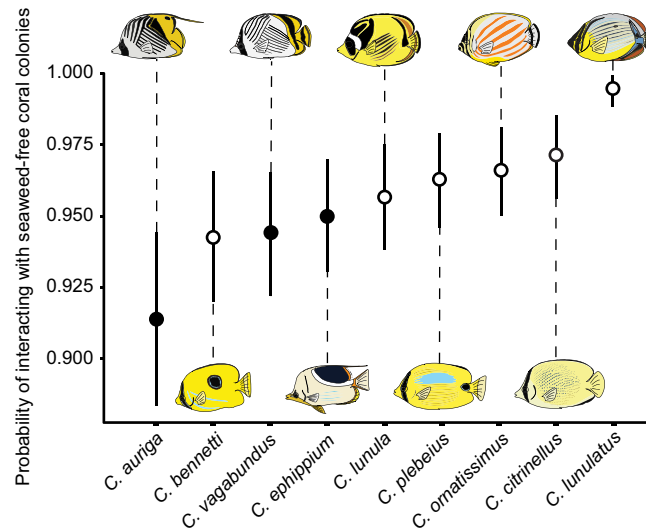 Probability of interacting with seaweed-free coral colonies
1.000
0.975
0.950
0.925
0.900
C. auriga
C. bennetti
C. vagabundus
C. ephippium
C. lunula
C. plebeius
C. ornatissimus
C. citrinellus
C. lunulatus